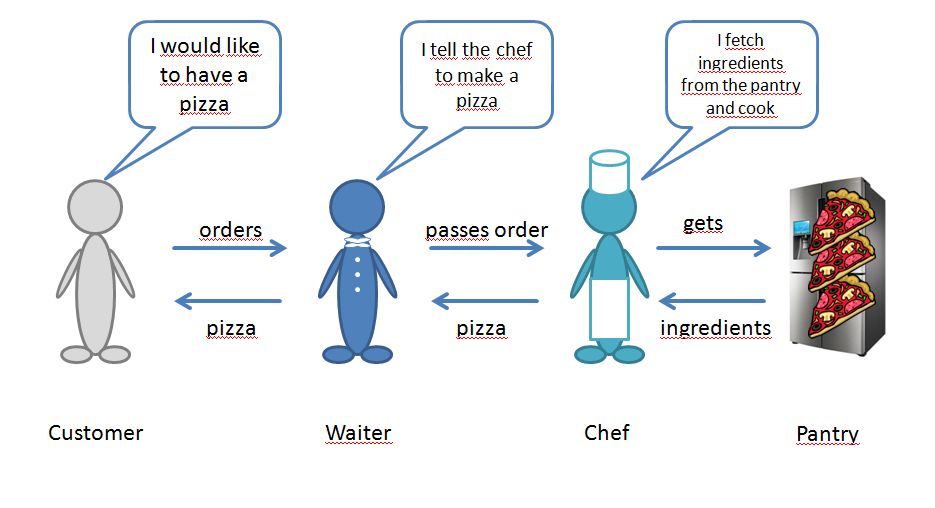 I would like
to have a
pizza
I tell the chef
to make a
pizza
I fetch
ingredients
from the pantry
and cook
orders
passes order
gets
pizza
pizza
ingredients
Customer
Waiter
Chef
Pantry